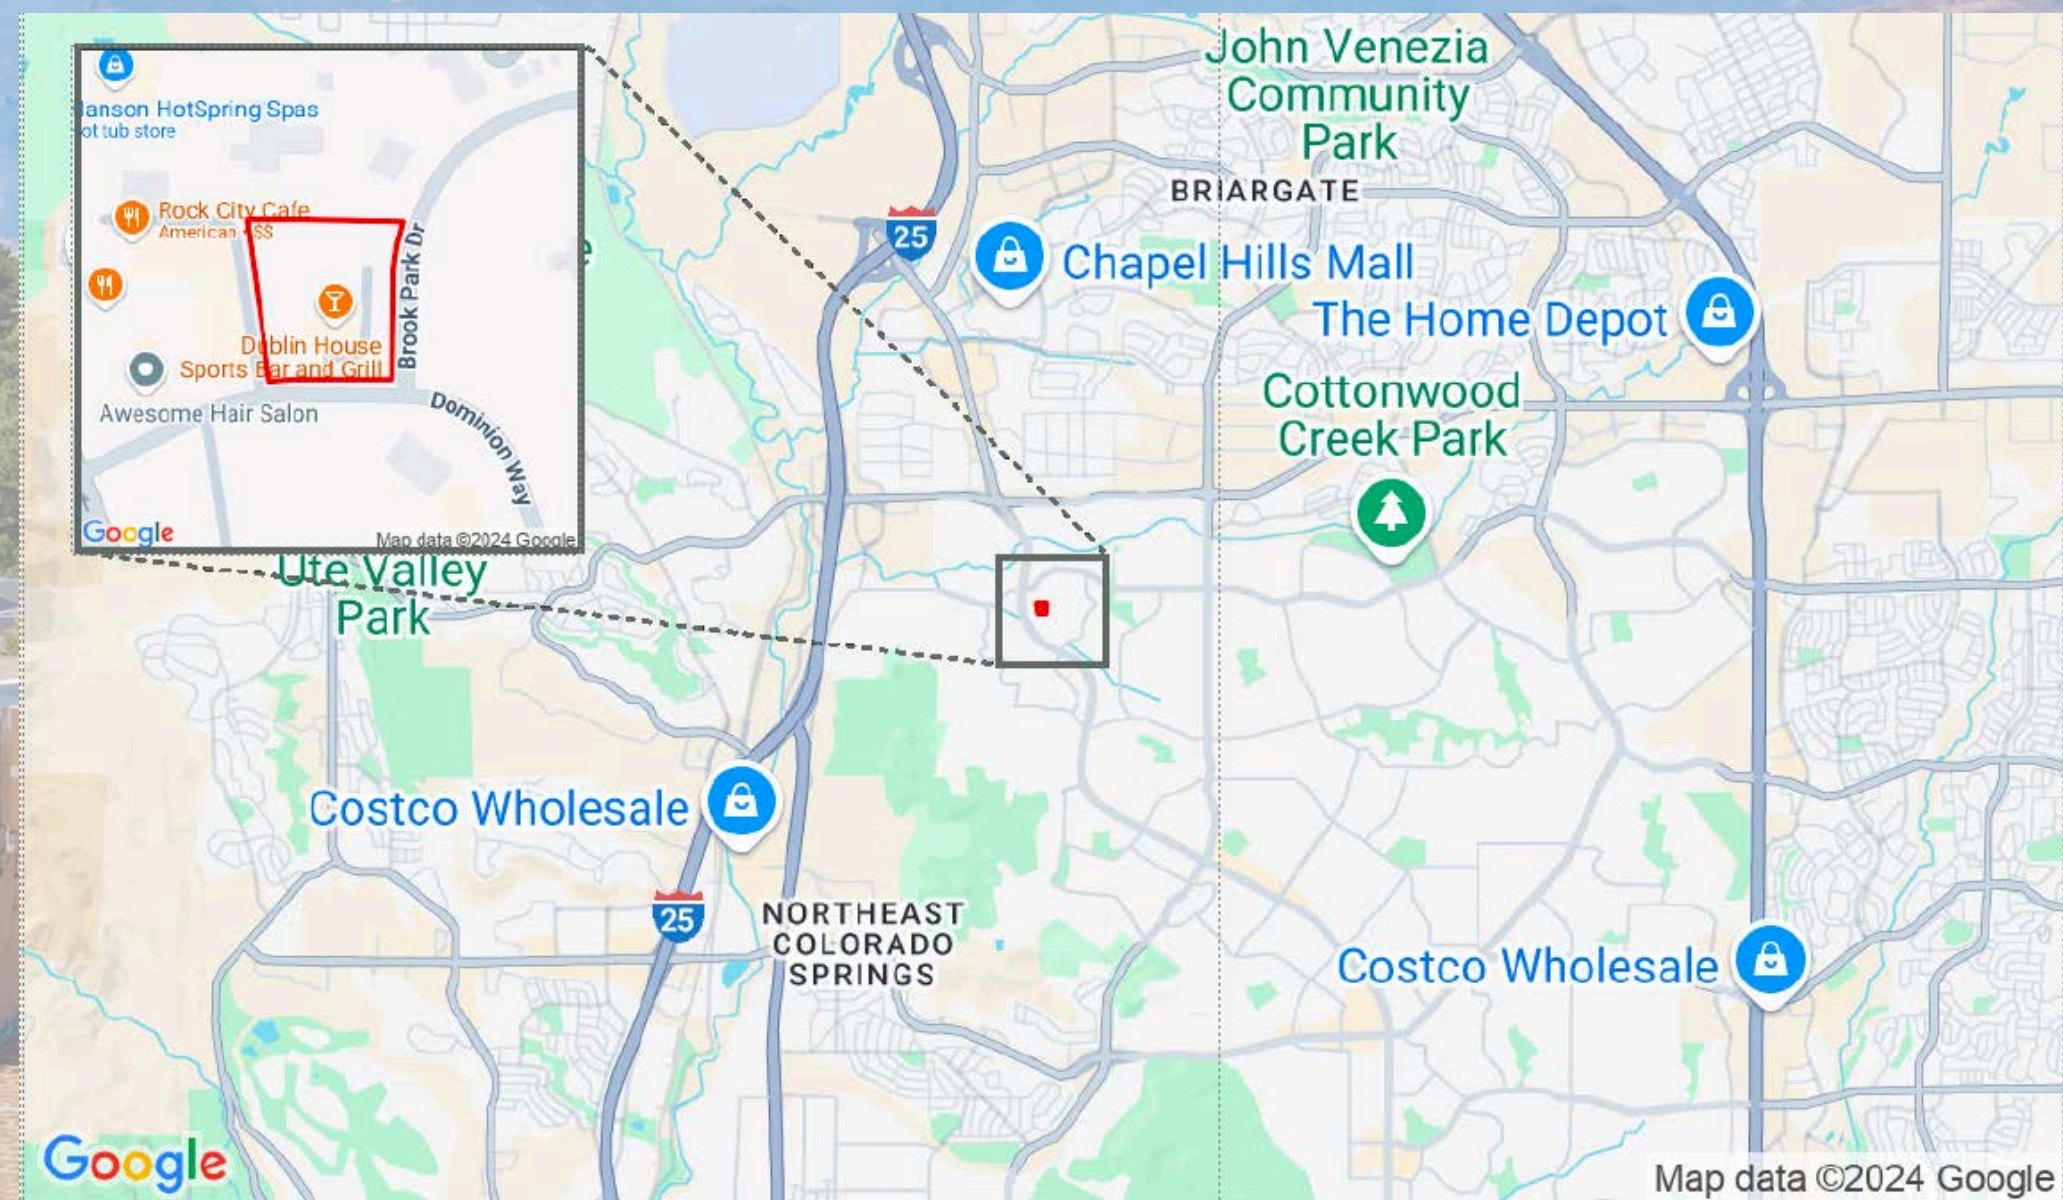 John Venezia
Community
Park
BRIARGATE
25
Chapel Hills Mall
The Home Depot
Cottonwood
Creek Park
anson HotSpring Spas
ot tub store
Rock City Cafe
American · $$
Dublin House
Sports Bar and Grill
Brook Park Dr
Awesome Hair Salon
Dominion Way
Google
Map data ©2024 Google
e
Ute Valley
Park
Costco Wholesale
25
NORTHEAST
COLORADO
SPRINGS
Costco Wholesale
Google
Map data ©2024 Google